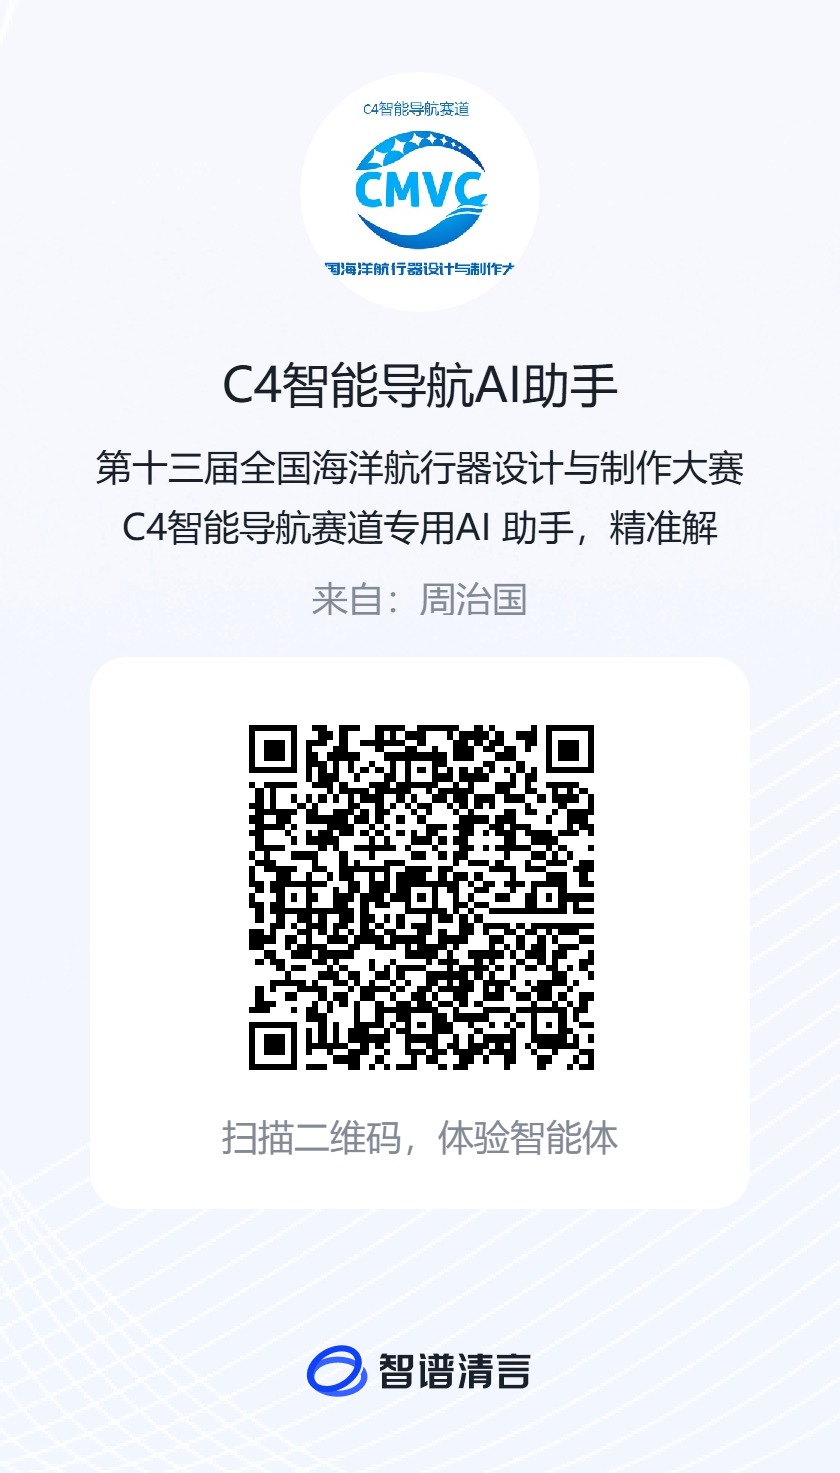 C4智能导航赛道
CMVC
国海洋航行器设计与制作大
C4智能导航AI助手
第十三届全国海洋航行器设计与制作大赛
C4智能导航赛道专用AI 助手，精准解
来自：周治国
扫描二维码，体验智能体
智谱清言